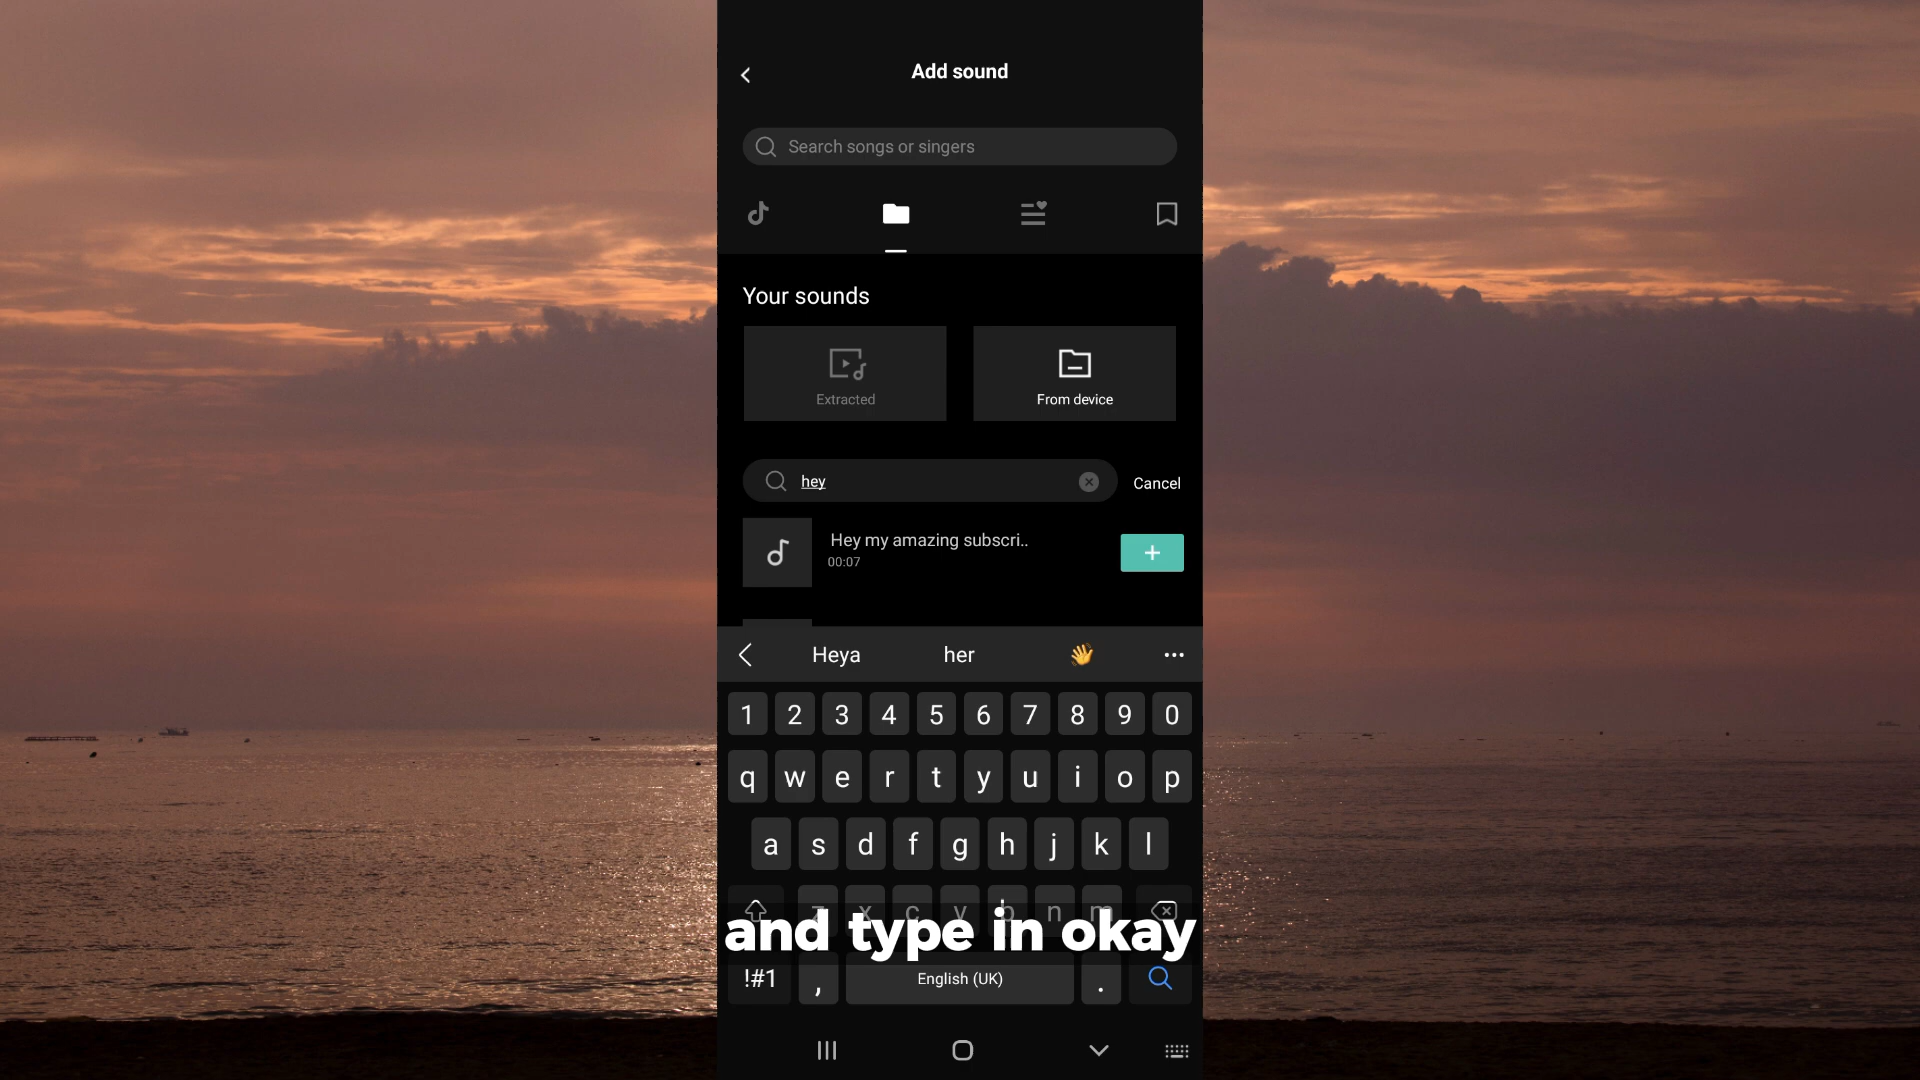 Add sound
Search songs or singers
Your sounds
Extracted
From device
hey
Cancel
Hey my amazing subscri..
00:07
Heya her 👋
1 2 3 4 5 6 7 8 9 0
q w e r t y u i o p
a s d f g h j k l
z x c v b n m
and type in okay
!#1 , English (UK) .